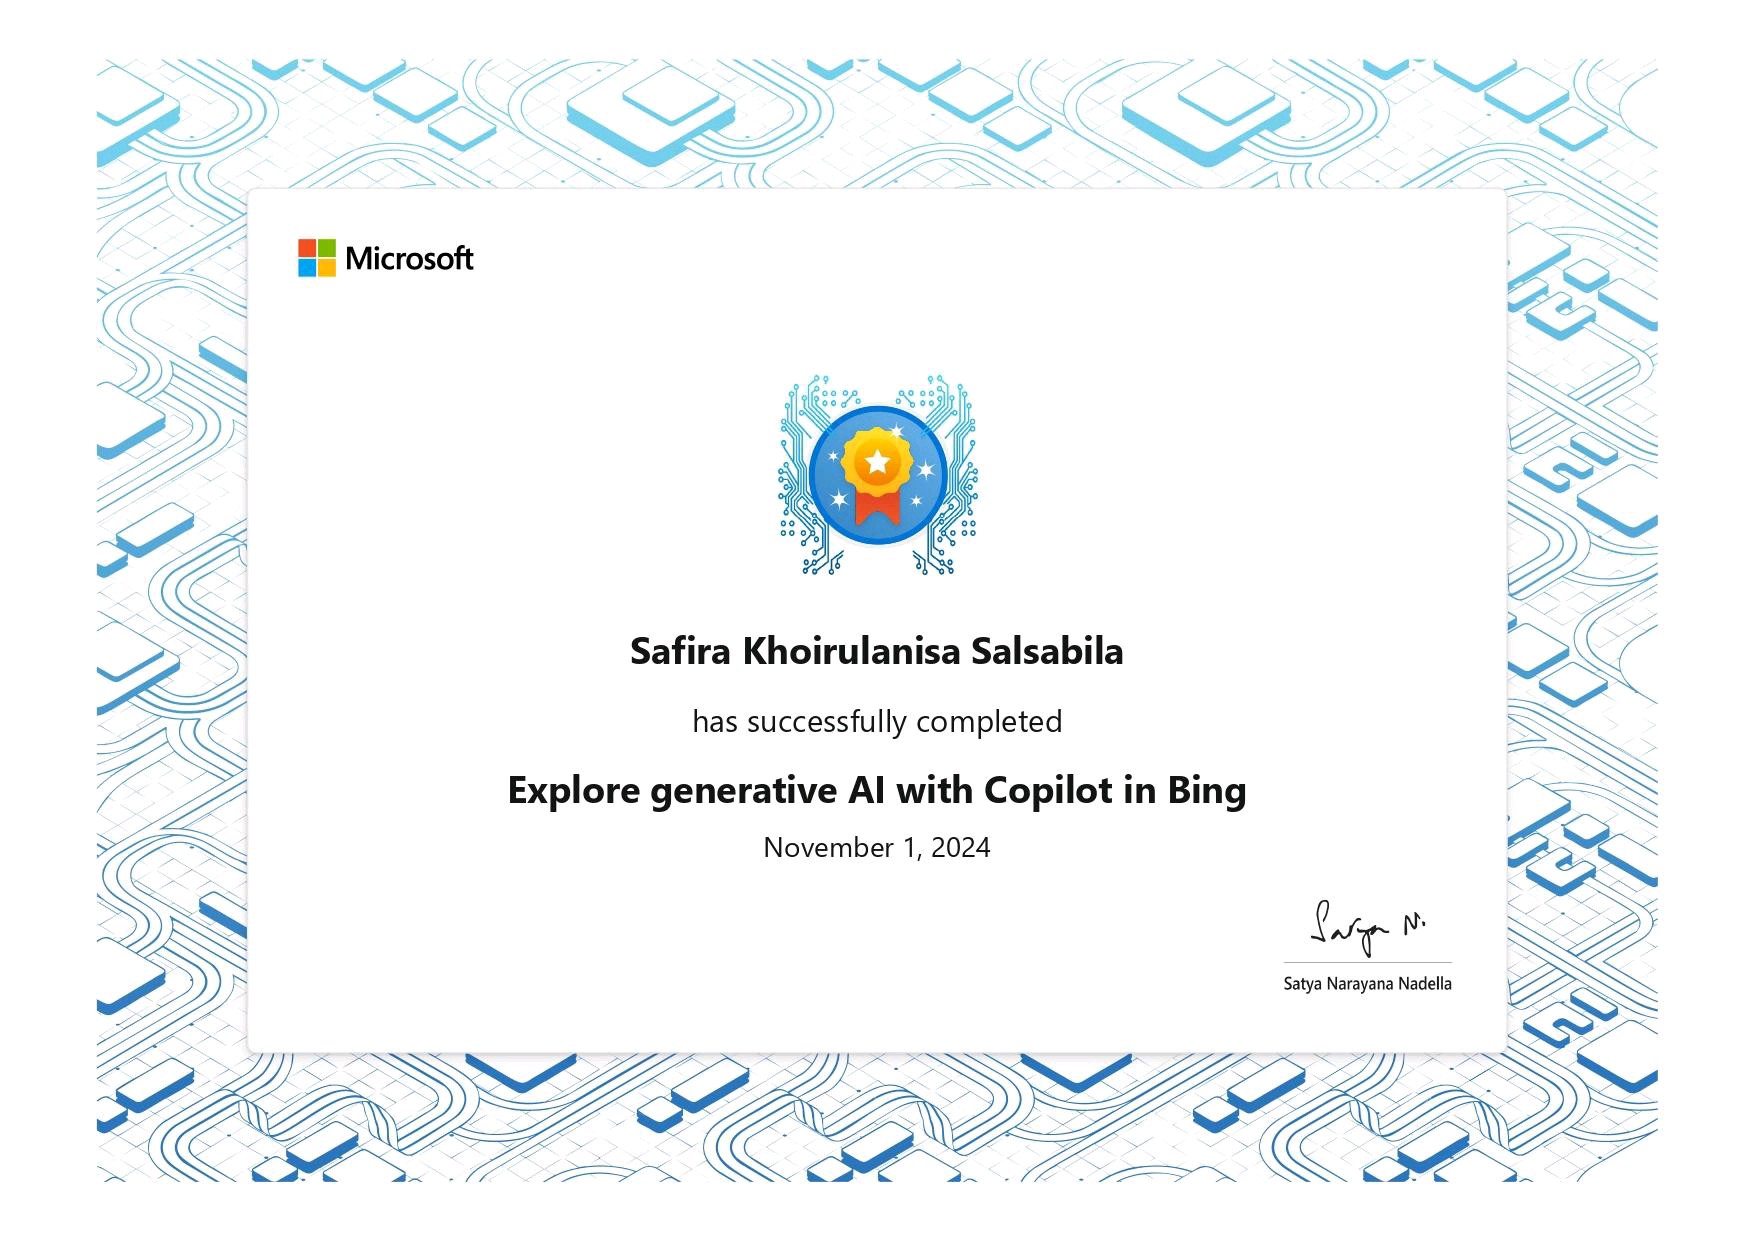 Microsoft
Safira Khoirulanisa Salsabila
has successfully completed
Explore generative AI with Copilot in Bing
November 1, 2024
Satya N.
Satya Narayana Nadella